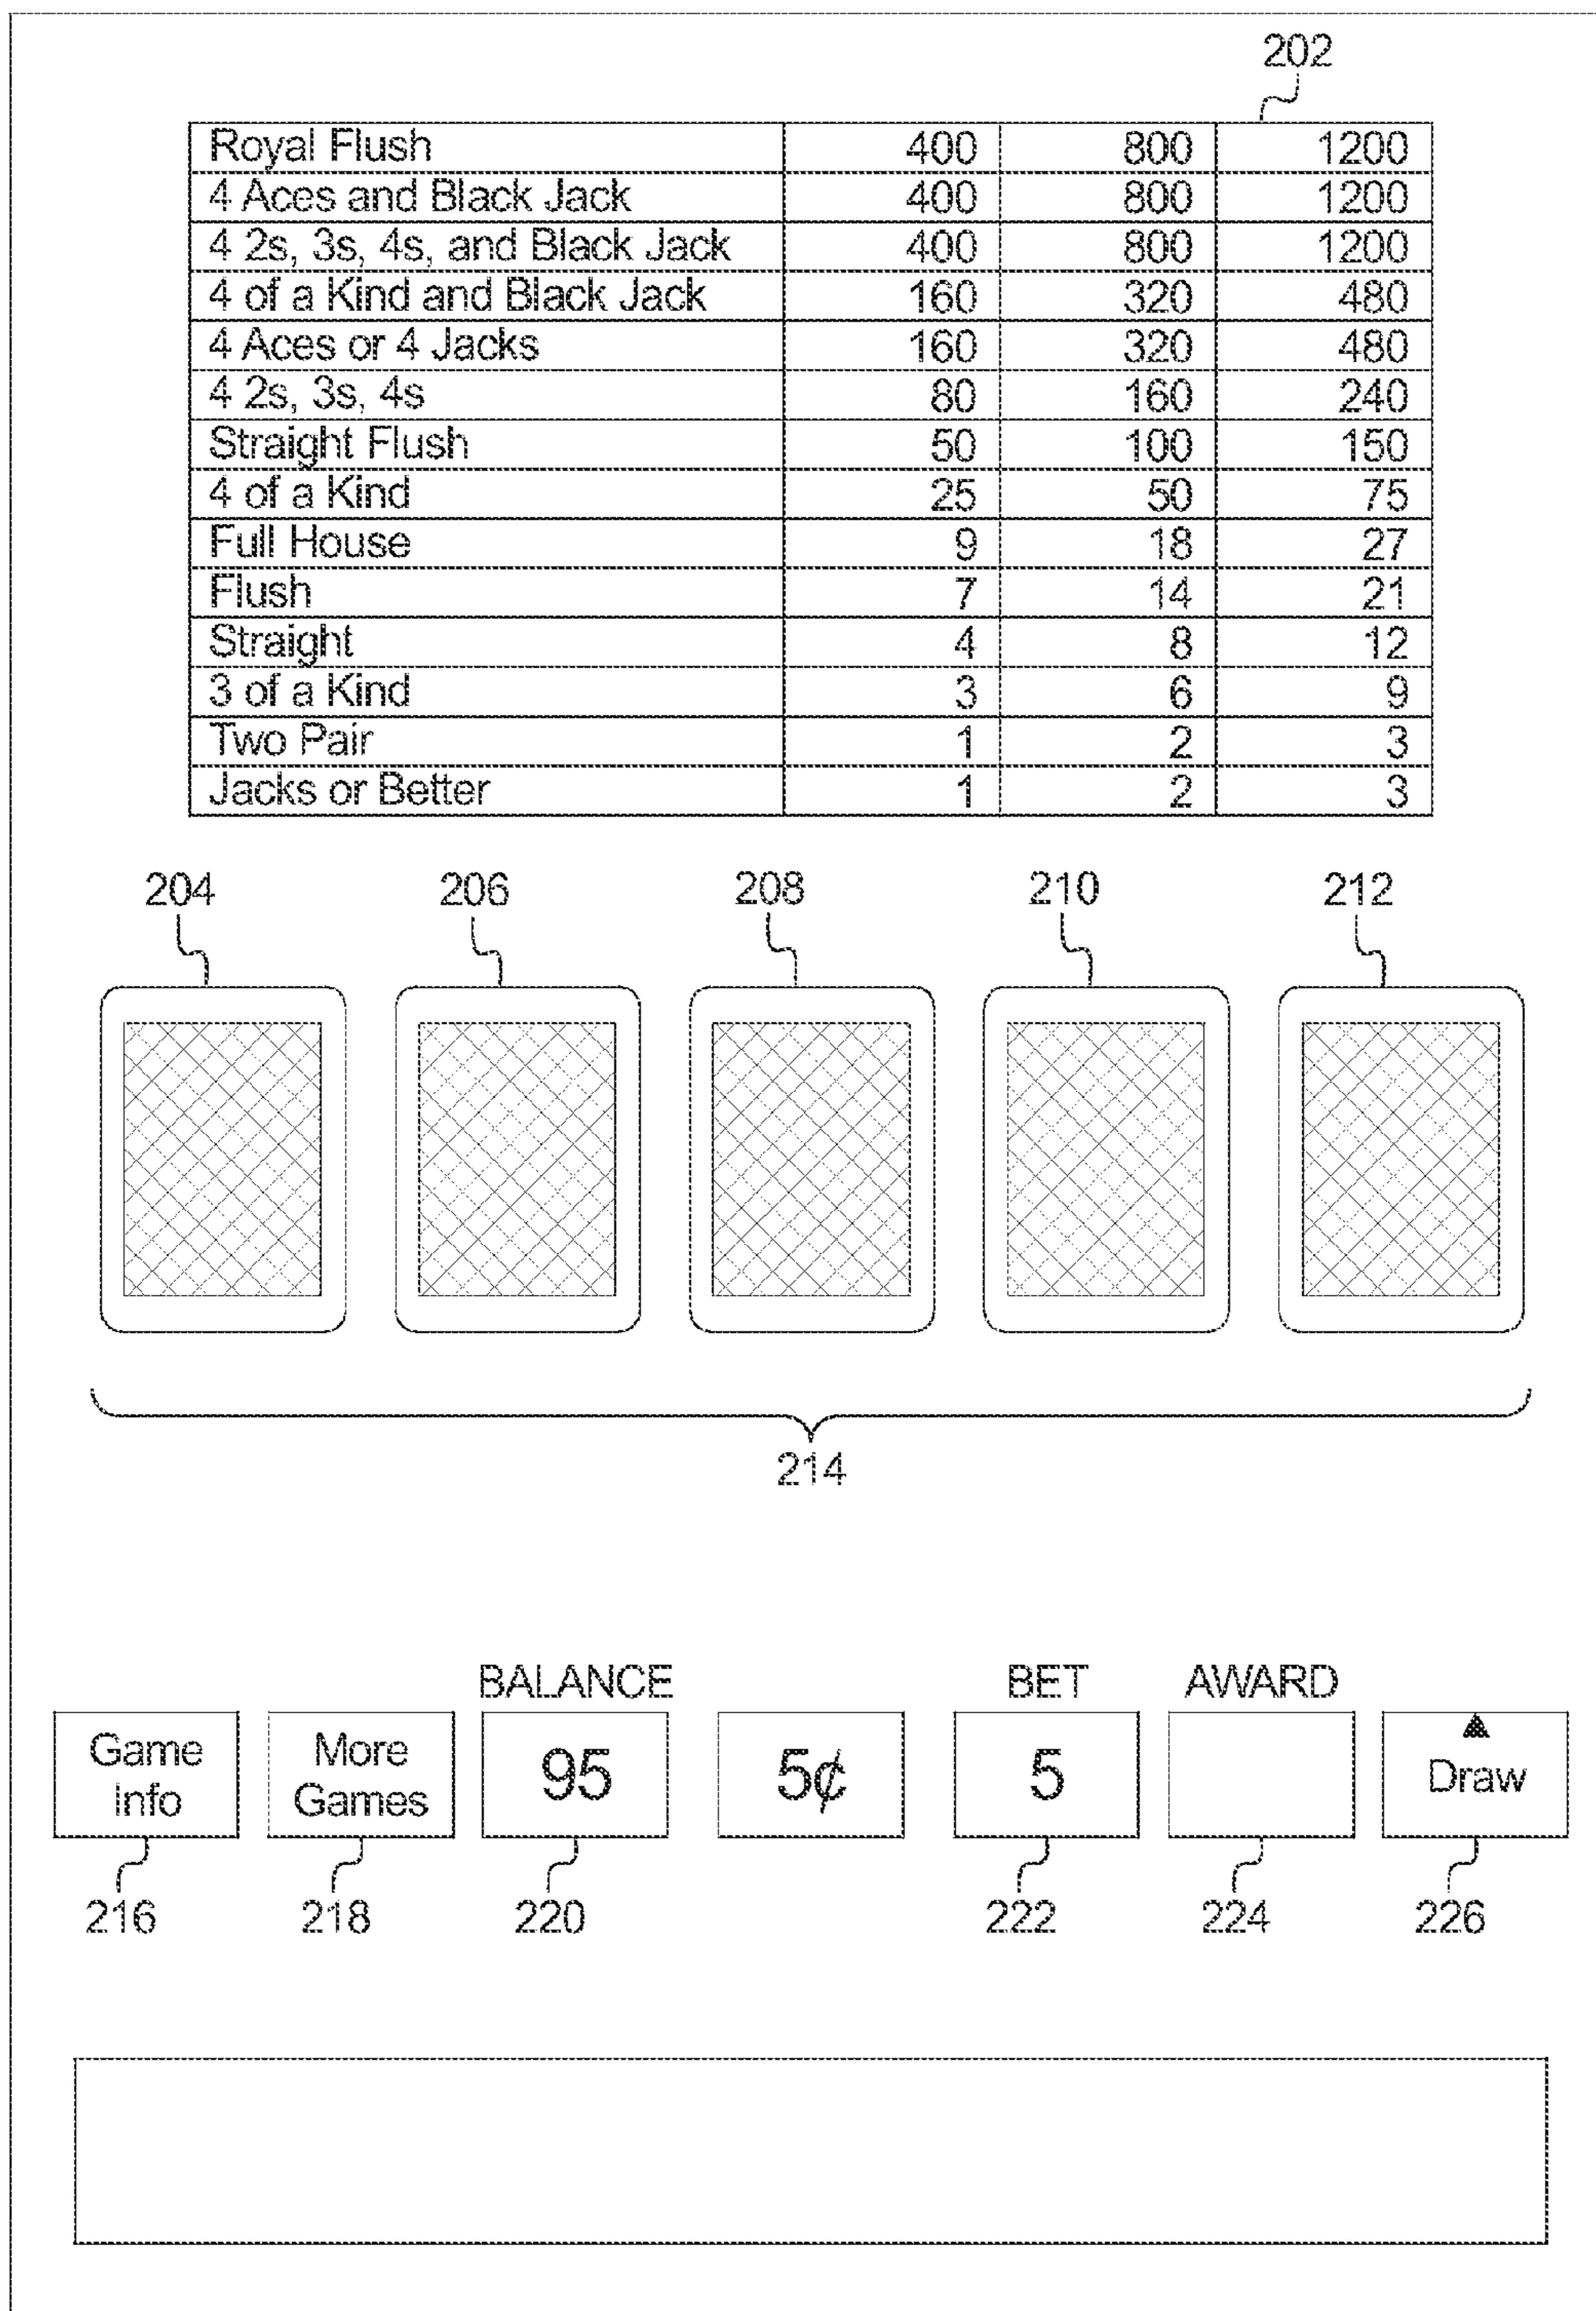 202
Royal Flush 400 800 1200
4 Aces and Black Jack 400 800 1200
4 2s, 3s, 4s, and Black Jack 400 800 1200
4 of a Kind and Black Jack 160 320 480
4 Aces or 4 Jacks 160 320 480
4 2s, 3s, 4s 80 160 240
Straight Flush 50 100 150
4 of a Kind 25 50 75
Full House 9 18 27
Flush 7 14 21
Straight 4 8 12
3 of a Kind 3 6 9
Two Pair 1 2 3
Jacks or Better 1 2 3
204 206 208 210 212
214
BALANCE BET AWARD
Game Info
More Games
95
5¢
5
Draw
216 218 220 222 224 226